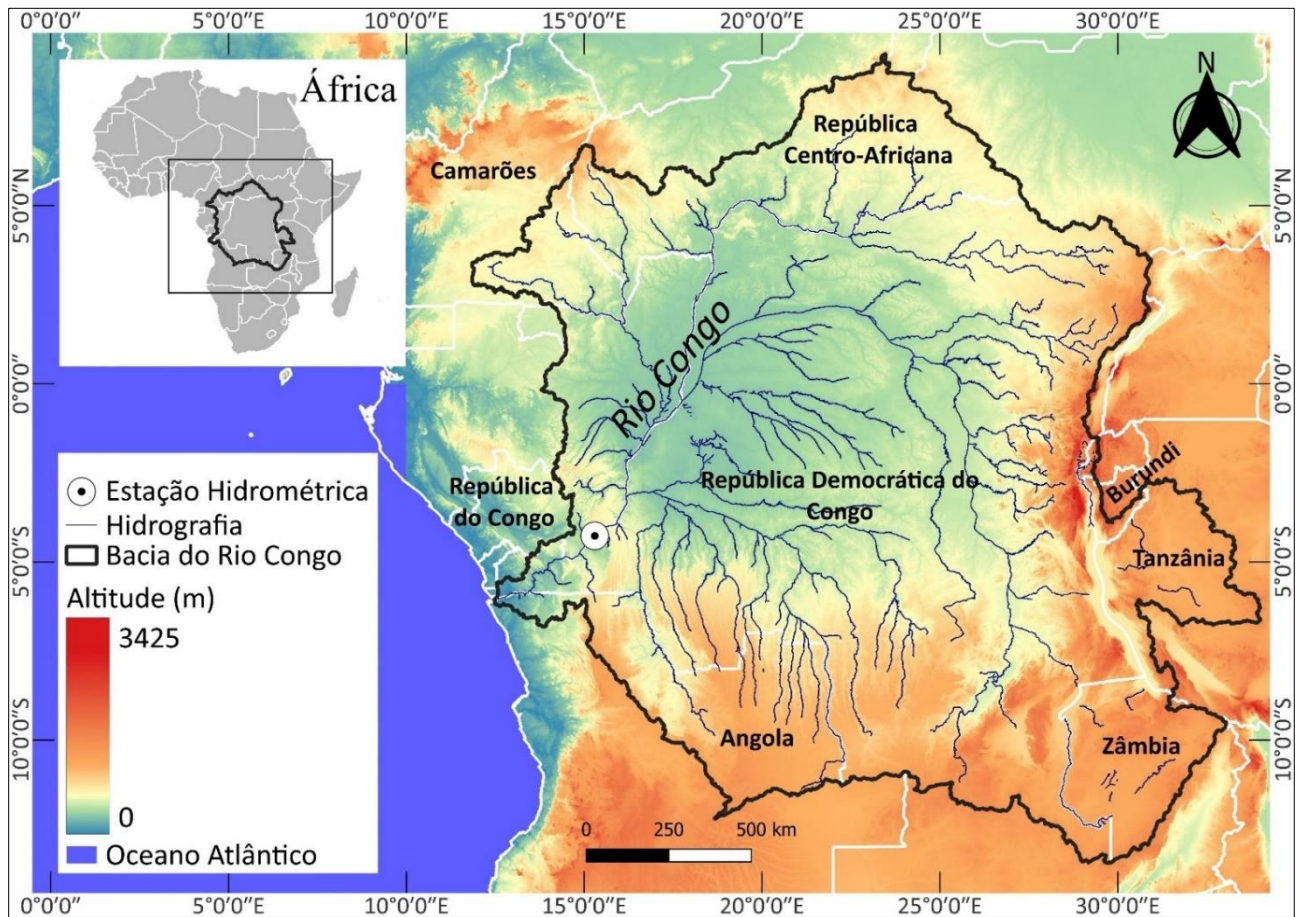 0°0'0" 5°0'0"E 10°0'0"E 15°0'0"E 20°0'0"E 25°0'0"E 30°0'0"E
África
N
República
Centro-Africana
Camarões
5°0'0"N
5°0'0"N
Rio Congo
0°0'0"
0°0'0"
Burundi
República Democrática do
Congo
República
do Congo
Tanzânia
5°0'0"S
5°0'0"S
Angola
Zâmbia
10°0'0"S
10°0'0"S
0 250 500 km
Estação Hidrométrica
Hidrografia
Bacia do Rio Congo
Altitude (m)
3425
0
Oceano Atlântico
0°0'0" 5°0'0"E 10°0'0"E 15°0'0"E 20°0'0"E 25°0'0"E 30°0'0"E